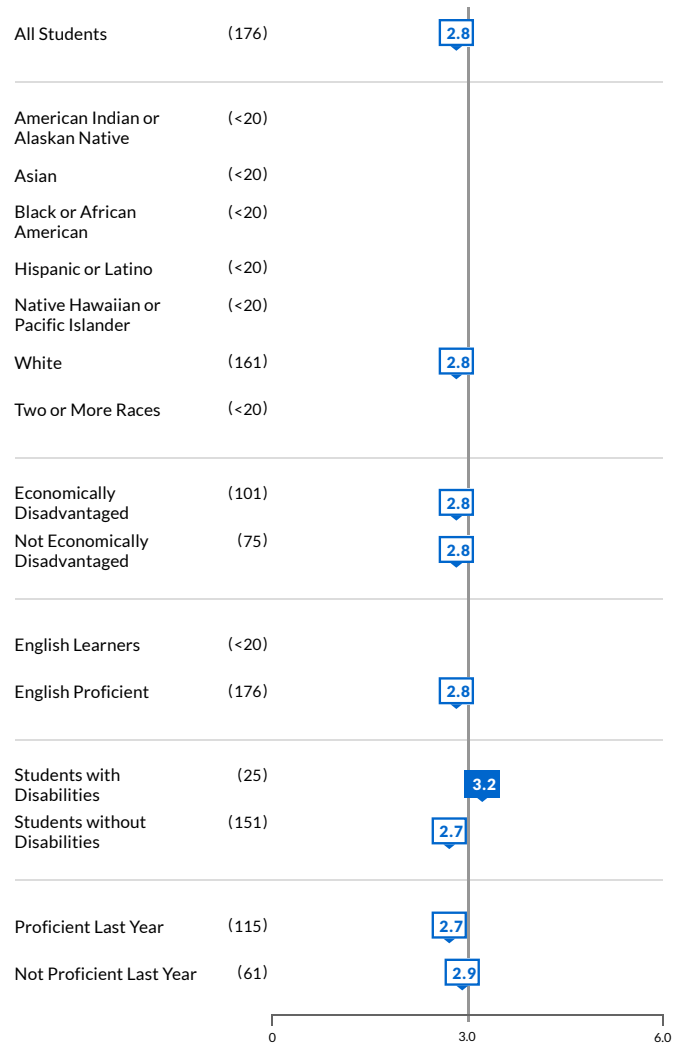 All Students (176) 2.8
American Indian or (<20)
Alaskan Native
Asian (<20)
Black or African (<20)
American
Hispanic or Latino (<20)
Native Hawaiian or (<20)
Pacific Islander
White (161) 2.8
Two or More Races (<20)
Economically (101) 2.8
Disadvantaged
Not Economically (75) 2.8
Disadvantaged
English Learners (<20)
English Proficient (176) 2.8
Students with (25) 3.2
Disabilities
Students without (151) 2.7
Disabilities
Proficient Last Year (115) 2.7
Not Proficient Last Year (61) 2.9
0 3.0 6.0